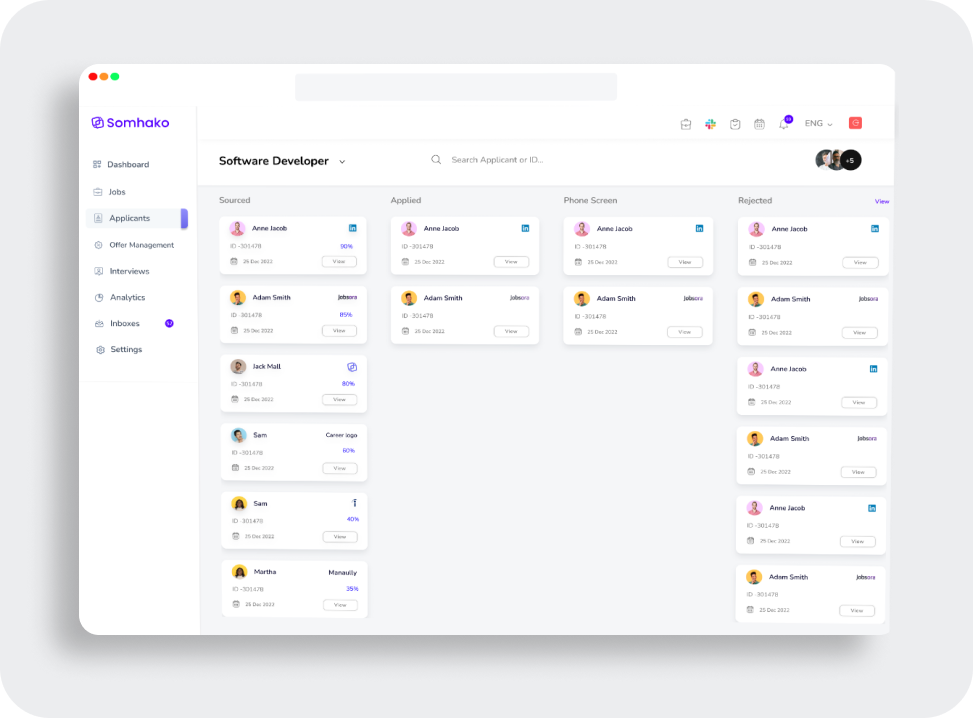 Somhako
ENG
Dashboard
Jobs
Applicants
Offer Management
Interviews
Analytics
Inboxes
Settings
Software Developer
Search Applicant or ID...
+5
Sourced
Anne Jacob
in
ID -301478
90%
25 Dec 2022
View
Adam Smith
Jobsora
ID -301478
85%
25 Dec 2022
View
Jack Mall
ID -301478
80%
25 Dec 2022
View
Sam
Career logo
ID -301478
60%
25 Dec 2022
View
Sam
ID -301478
40%
25 Dec 2022
View
Martha
Manaully
ID -301478
35%
25 Dec 2022
View
Applied
Anne Jacob
in
ID -301478
25 Dec 2022
View
Adam Smith
Jobsora
ID -301478
25 Dec 2022
View
Phone Screen
Anne Jacob
in
ID -301478
25 Dec 2022
View
Adam Smith
Jobsora
ID -301478
25 Dec 2022
View
Rejected
View
Anne Jacob
in
ID -301478
25 Dec 2022
View
Adam Smith
Jobsora
ID -301478
25 Dec 2022
View
Anne Jacob
in
ID -301478
25 Dec 2022
View
Adam Smith
Jobsora
ID -301478
25 Dec 2022
View
Anne Jacob
in
ID -301478
25 Dec 2022
View
Adam Smith
Jobsora
ID -301478
25 Dec 2022
View